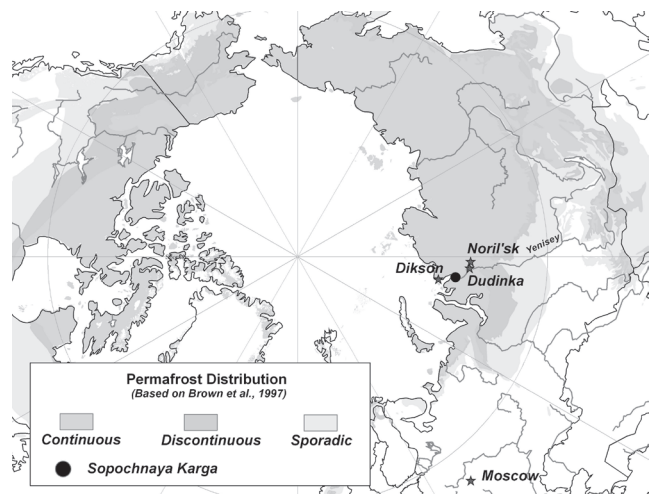 Yenisey
Noril'sk
Dikson
Dudinka
Permafrost Distribution
(Based on Brown et al., 1997)
Continuous Discontinuous Sporadic
Sopochnaya Karga
Moscow